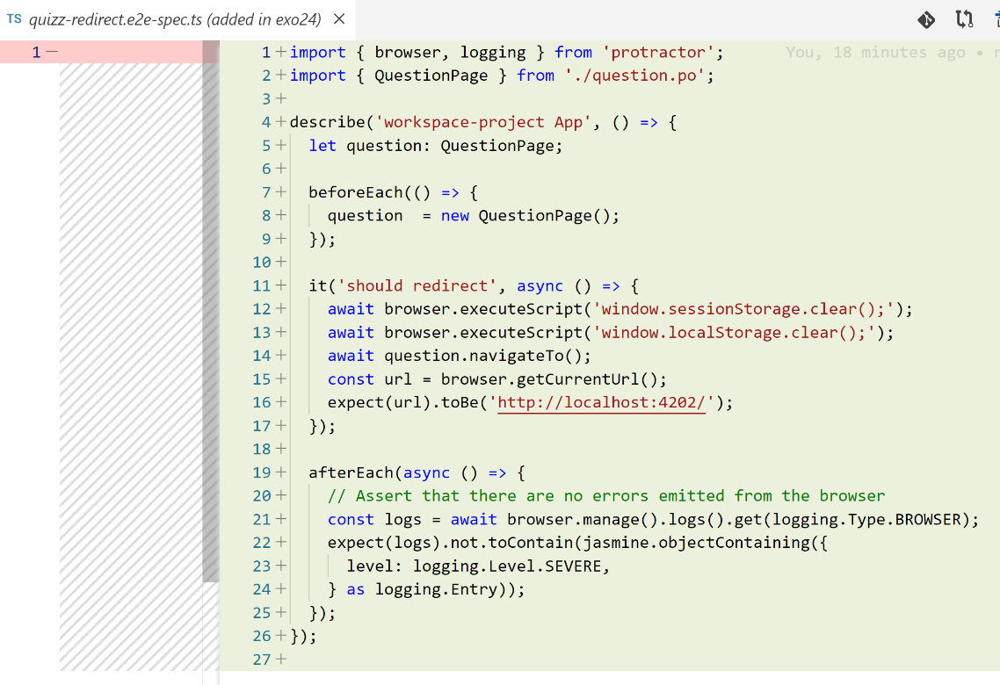 TS quizz-redirect.e2e-spec.ts (added in exo24) ×
1 −
1 + import { browser, logging } from 'protractor'; You, 18 minutes ago •
2 + import { QuestionPage } from './question.po';
3 +
4 + describe('workspace-project App', () => {
5 +   let question: QuestionPage;
6 +
7 +   beforeEach(() => {
8 +     question  = new QuestionPage();
9 +   });
10 +
11 +   it('should redirect', async () => {
12 +     await browser.executeScript('window.sessionStorage.clear();');
13 +     await browser.executeScript('window.localStorage.clear();');
14 +     await question.navigateTo();
15 +     const url = browser.getCurrentUrl();
16 +     expect(url).toBe('http://localhost:4202/');
17 +   });
18 +
19 +   afterEach(async () => {
20 +     // Assert that there are no errors emitted from the browser
21 +     const logs = await browser.manage().logs().get(logging.Type.BROWSER);
22 +     expect(logs).not.toContain(jasmine.objectContaining({
23 +       level: logging.Level.SEVERE,
24 +     } as logging.Entry));
25 +   });
26 + });
27 +